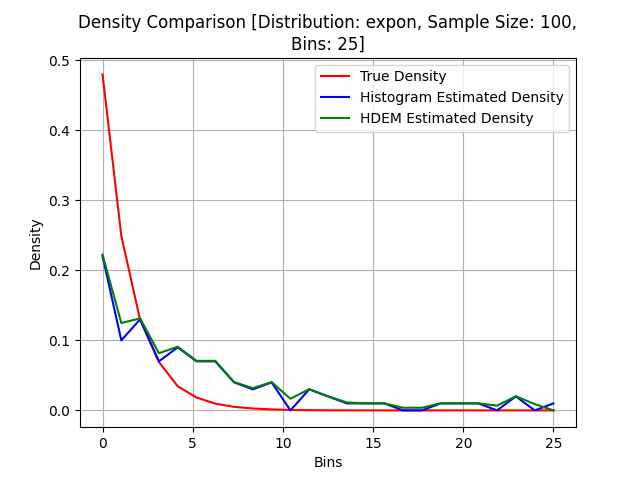 Density Comparison [Distribution: expon, Sample Size: 100,
Bins: 25]
True Density
Histogram Estimated Density
HDEM Estimated Density
Density
0.5
0.4
0.3
0.2
0.1
0.0
0 5 10 15 20 25
Bins